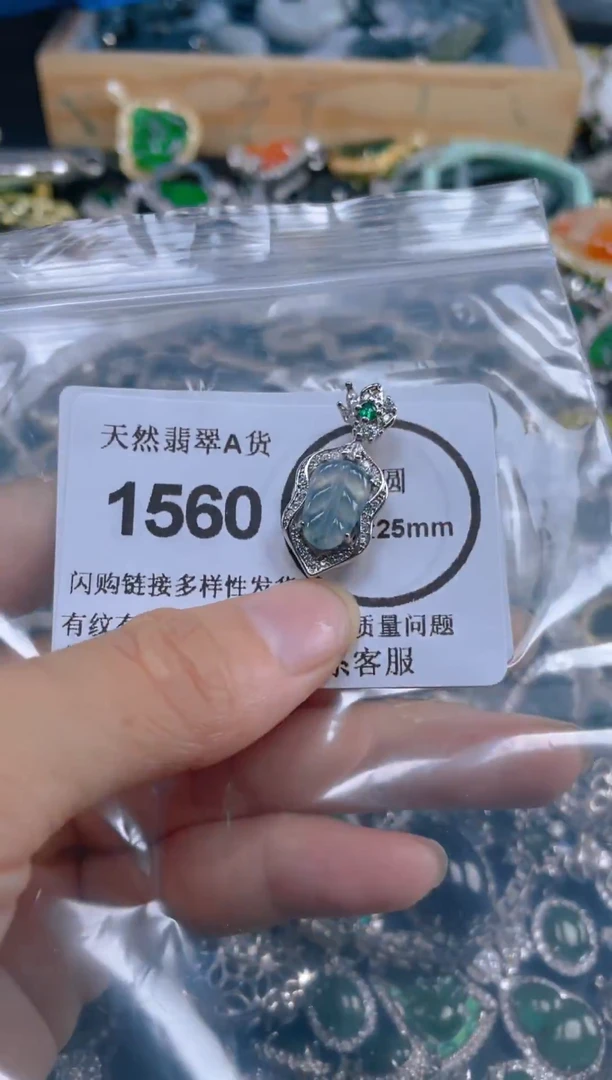 天然翡翠A货
1560
圆
25mm
闪购链接多样性发货
有纹
质量问题
客服